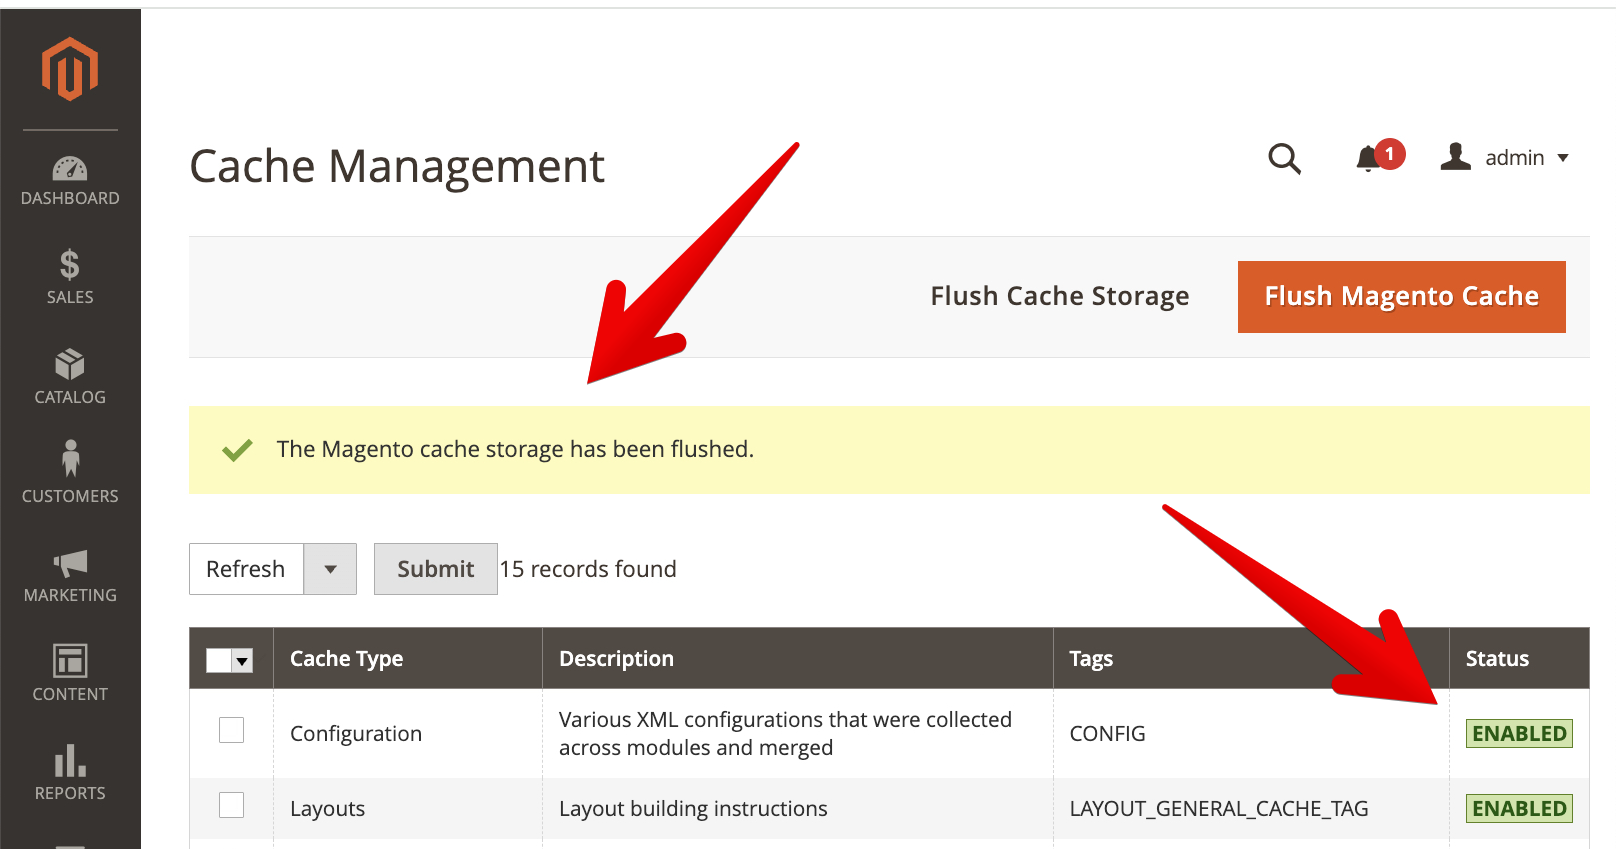 Cache Management
1
admin
DASHBOARD
SALES
CATALOG
CUSTOMERS
MARKETING
CONTENT
REPORTS
Flush Cache Storage
Flush Magento Cache
The Magento cache storage has been flushed.
Refresh
Submit
15 records found
Cache Type
Description
Tags
Status
Configuration
Various XML configurations that were collected
across modules and merged
CONFIG
ENABLED
Layouts
Layout building instructions
LAYOUT_GENERAL_CACHE_TAG
ENABLED